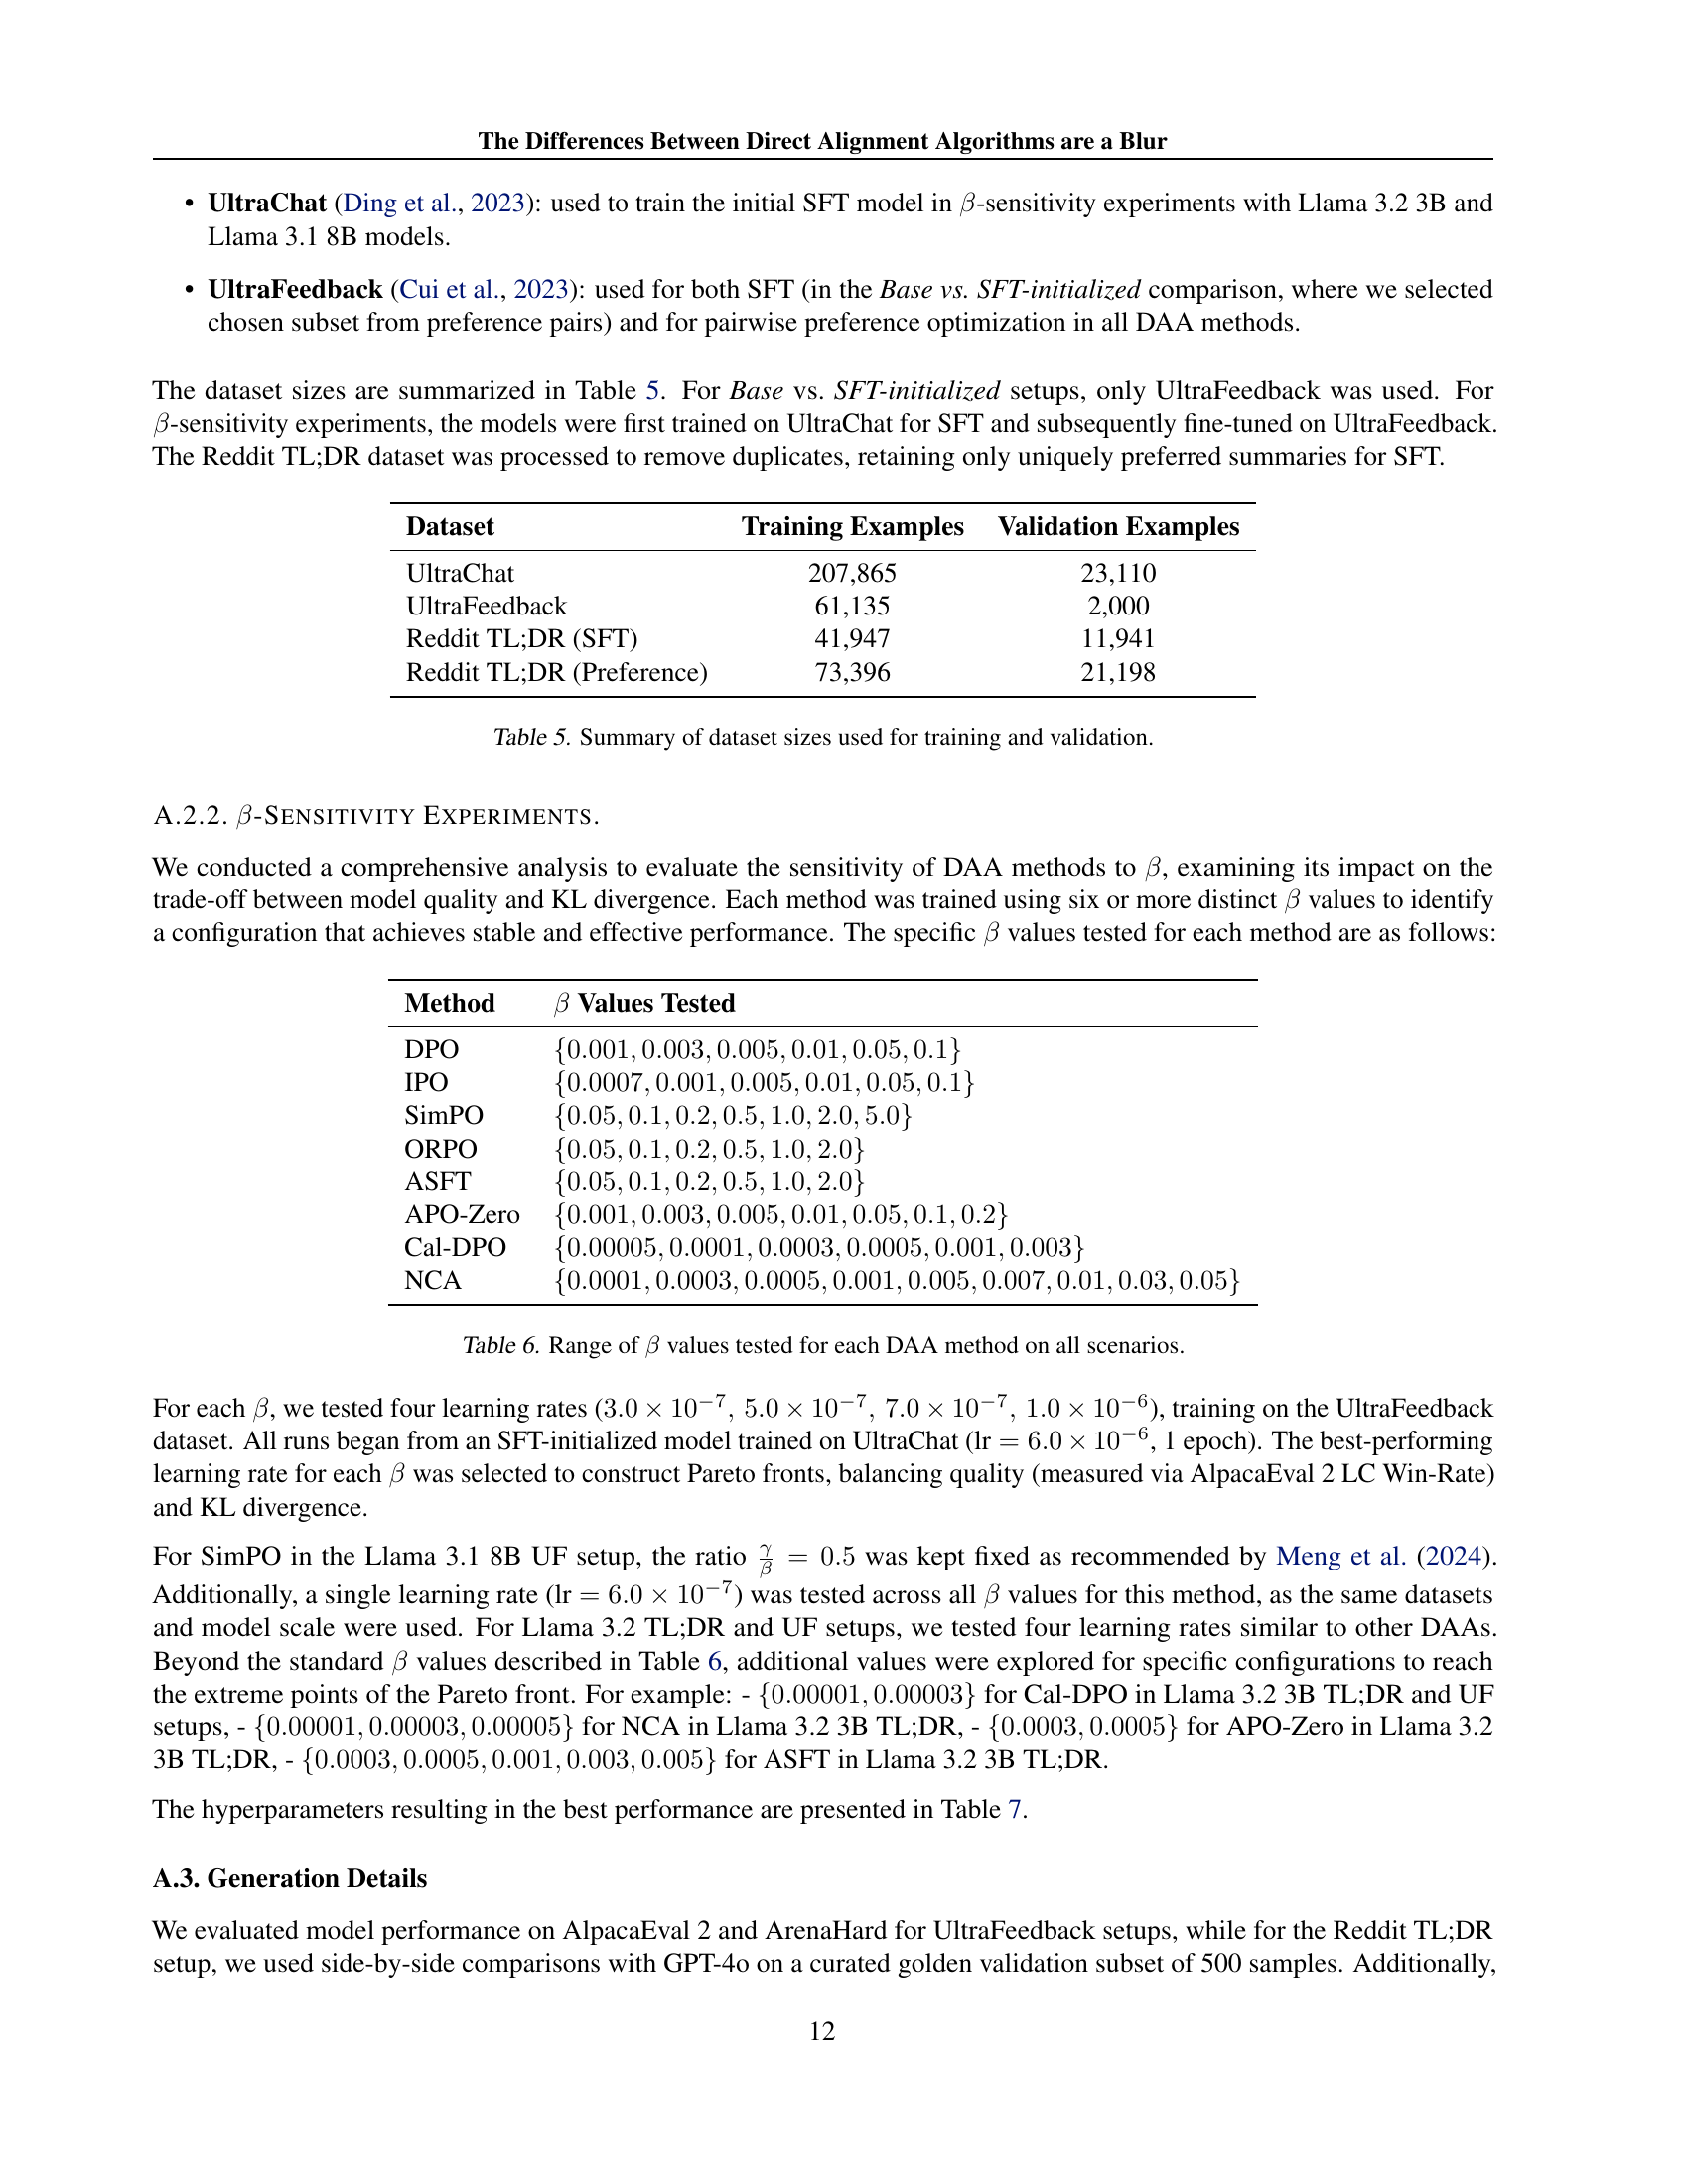 The Differences Between Direct Alignment Algorithms are a Blur
• UltraChat (Ding et al., 2023): used to train the initial SFT model in β-sensitivity experiments with Llama 3.2 3B and
Llama 3.1 8B models.
• UltraFeedback (Cui et al., 2023): used for both SFT (in the Base vs. SFT-initialized comparison, where we selected
chosen subset from preference pairs) and for pairwise preference optimization in all DAA methods.
The dataset sizes are summarized in Table 5. For Base vs. SFT-initialized setups, only UltraFeedback was used. For
β-sensitivity experiments, the models were first trained on UltraChat for SFT and subsequently fine-tuned on UltraFeedback.
The Reddit TL;DR dataset was processed to remove duplicates, retaining only uniquely preferred summaries for SFT.
Dataset Training Examples Validation Examples
UltraChat 207,865 23,110
UltraFeedback 61,135 2,000
Reddit TL;DR (SFT) 41,947 11,941
Reddit TL;DR (Preference) 73,396 21,198
Table 5. Summary of dataset sizes used for training and validation.
A.2.2. β-SENSITIVITY EXPERIMENTS.
We conducted a comprehensive analysis to evaluate the sensitivity of DAA methods to β, examining its impact on the
trade-off between model quality and KL divergence. Each method was trained using six or more distinct β values to identify
a configuration that achieves stable and effective performance. The specific β values tested for each method are as follows:
Method β Values Tested
DPO {0.001, 0.003, 0.005, 0.01, 0.05, 0.1}
IPO {0.0007, 0.001, 0.005, 0.01, 0.05, 0.1}
SimPO {0.05, 0.1, 0.2, 0.5, 1.0, 2.0, 5.0}
ORPO {0.05, 0.1, 0.2, 0.5, 1.0, 2.0}
ASFT {0.05, 0.1, 0.2, 0.5, 1.0, 2.0}
APO-Zero {0.001, 0.003, 0.005, 0.01, 0.05, 0.1, 0.2}
Cal-DPO {0.00005, 0.0001, 0.0003, 0.0005, 0.001, 0.003}
NCA {0.0001, 0.0003, 0.0005, 0.001, 0.005, 0.007, 0.01, 0.03, 0.05}
Table 6. Range of β values tested for each DAA method on all scenarios.
For each β, we tested four learning rates (3.0 × 10⁻⁷, 5.0 × 10⁻⁷, 7.0 × 10⁻⁷, 1.0 × 10⁻⁶), training on the UltraFeedback
dataset. All runs began from an SFT-initialized model trained on UltraChat (lr = 6.0 × 10⁻⁶, 1 epoch). The best-performing
learning rate for each β was selected to construct Pareto fronts, balancing quality (measured via AlpacaEval 2 LC Win-Rate)
and KL divergence.
For SimPO in the Llama 3.1 8B UF setup, the ratio γ/β = 0.5 was kept fixed as recommended by Meng et al. (2024).
Additionally, a single learning rate (lr = 6.0 × 10⁻⁷) was tested across all β values for this method, as the same datasets
and model scale were used. For Llama 3.2 TL;DR and UF setups, we tested four learning rates similar to other DAAs.
Beyond the standard β values described in Table 6, additional values were explored for specific configurations to reach
the extreme points of the Pareto front. For example: - {0.00001, 0.00003} for Cal-DPO in Llama 3.2 3B TL;DR and UF
setups, - {0.00001, 0.00003, 0.00005} for NCA in Llama 3.2 3B TL;DR, - {0.0003, 0.0005} for APO-Zero in Llama 3.2
3B TL;DR, - {0.0003, 0.0005, 0.001, 0.003, 0.005} for ASFT in Llama 3.2 3B TL;DR.
The hyperparameters resulting in the best performance are presented in Table 7.
A.3. Generation Details
We evaluated model performance on AlpacaEval 2 and ArenaHard for UltraFeedback setups, while for the Reddit TL;DR
setup, we used side-by-side comparisons with GPT-4o on a curated golden validation subset of 500 samples. Additionally,
12